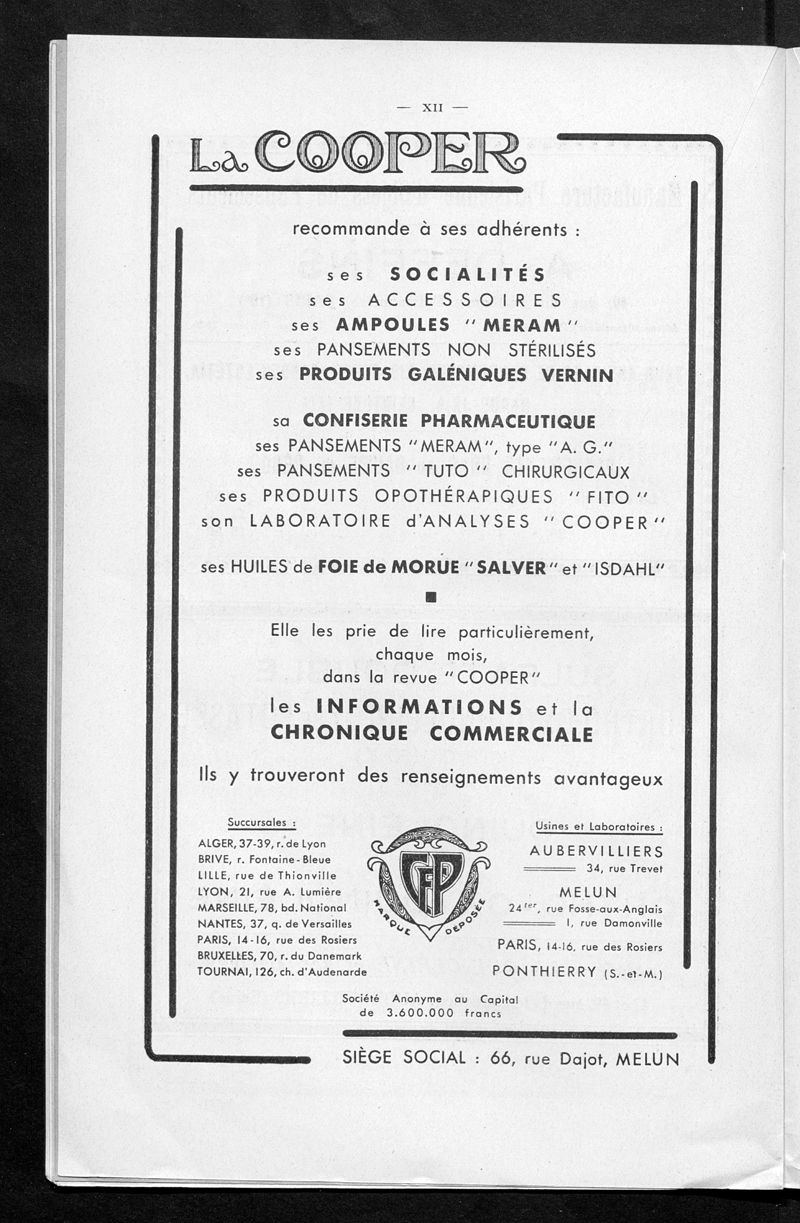 — XII —
La COOPER
recommande à ses adhérents :
ses SOCIALITÉS
ses ACCESSOIRES
ses AMPOULES "MERAM"
ses PANSEMENTS NON STÉRILISÉS
ses PRODUITS GALÉNIQUES VERNIN
sa CONFISERIE PHARMACEUTIQUE
ses PANSEMENTS "MERAM", type "A. G."
ses PANSEMENTS "TUTO" CHIRURGICAUX
ses PRODUITS OPOTHÉRAPIQUES "FITO"
son LABORATOIRE d'ANALYSES "COOPER"
ses HUILES de FOIE de MORUE "SALVER" et "ISDAHL"
Elle les prie de lire particulièrement,
chaque mois,
dans la revue "COOPER"
les INFORMATIONS et la
CHRONIQUE COMMERCIALE
Ils y trouveront des renseignements avantageux
Succursales :
ALGER, 37-39, r. de Lyon
BRIVE, r. Fontaine-Bleue
LILLE, rue de Thionville
LYON, 21, rue A. Lumière
MARSEILLE, 78, bd. National
NANTES, 37, q. de Versailles
PARIS, 14-16, rue des Rosiers
BRUXELLES, 70, r. du Danemark
TOURNAI, 126, ch. d'Audenarde
CFP
MARQUE DEPOSÉE
Usines et Laboratoires :
AUBERVILLIERS
34, rue Trevet
MELUN
24ter, rue Fosse-aux-Anglais
1, rue Damonville
PARIS, 14-16, rue des Rosiers
PONTHIERRY (S.-et-M.)
Société Anonyme au Capital
de 3.600.000 francs
SIÈGE SOCIAL : 66, rue Dajot, MELUN